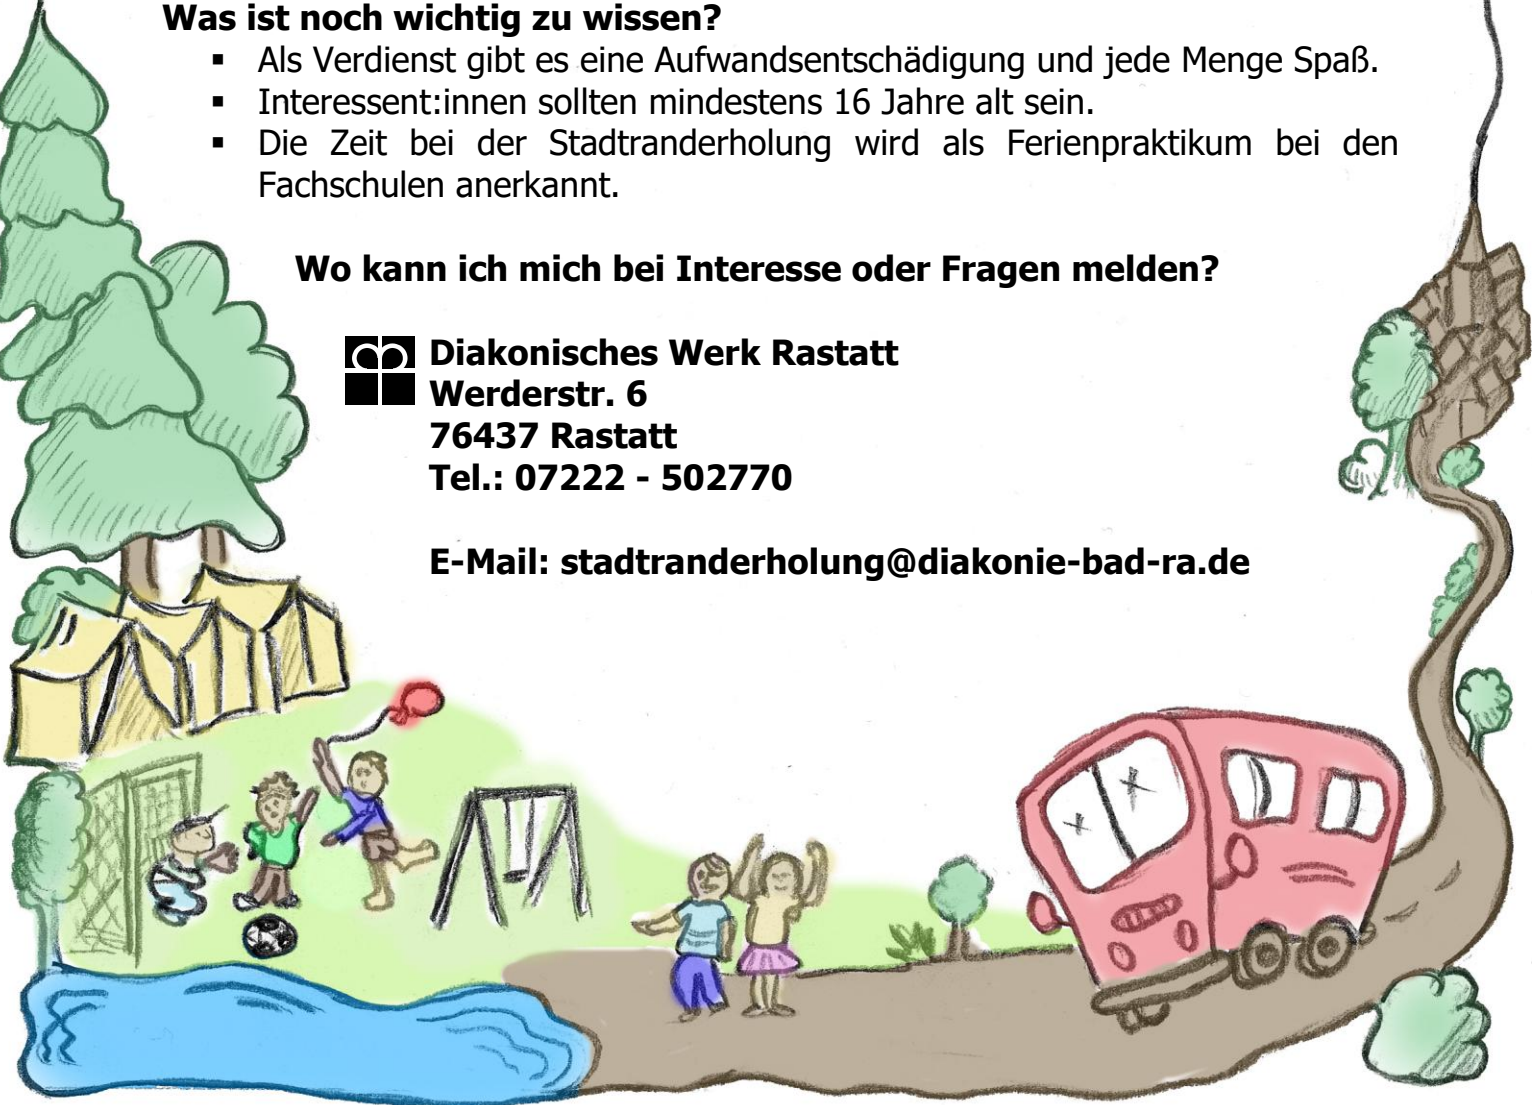 Was ist noch wichtig zu wissen?
▪ Als Verdienst gibt es eine Aufwandsentschädigung und jede Menge Spaß.
▪ Interessent:innen sollten mindestens 16 Jahre alt sein.
▪ Die Zeit bei der Stadtranderholung wird als Ferienpraktikum bei den
Fachschulen anerkannt.
Wo kann ich mich bei Interesse oder Fragen melden?
Diakonisches Werk Rastatt
Werderstr. 6
76437 Rastatt
Tel.: 07222 - 502770
E-Mail: stadtranderholung@diakonie-bad-ra.de